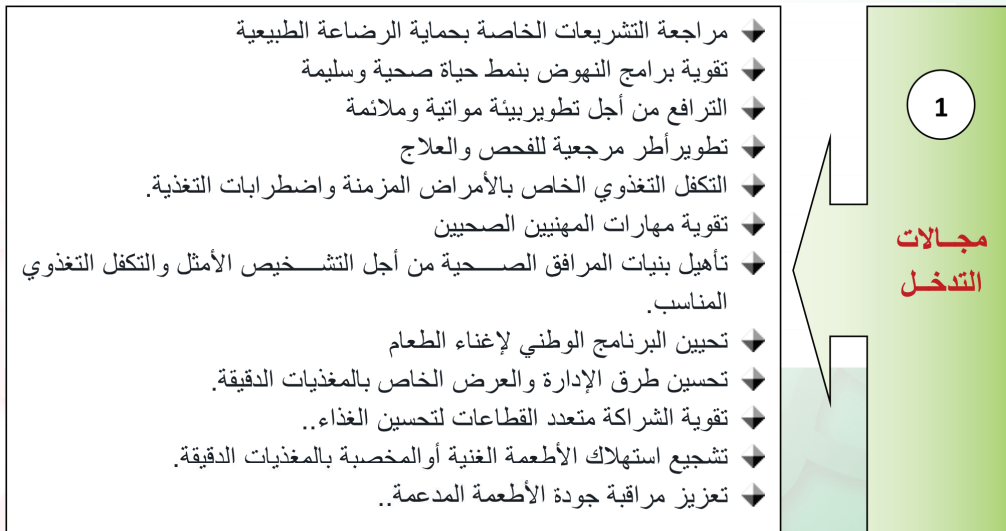 1
مجــالات
التدخــل
مراجعة التشريعات الخاصة بحماية الرضاعة الطبيعية
تقوية برامج النهوض بنمط حياة صحية وسليمة
الترافع من أجل تطويربيئة مواتية وملائمة
تطويرأطر مرجعية للفحص والعلاج
التكفل التغذوي الخاص بالأمراض المزمنة واضطرابات التغذية.
تقوية مهارات المهنيين الصحيين
تأهيل بنيات المرافق الصـــحية من أجل التشـــخيص الأمثل والتكفل التغذوي
المناسب.
تحيين البرنامج الوطني لإغناء الطعام
تحسين طرق الإدارة والعرض الخاص بالمغذيات الدقيقة.
تقوية الشراكة متعدد القطاعات لتحسين الغذاء..
تشجيع استهلاك الأطعمة الغنية أوالمخصبة بالمغذيات الدقيقة.
تعزيز مراقبة جودة الأطعمة المدعمة..